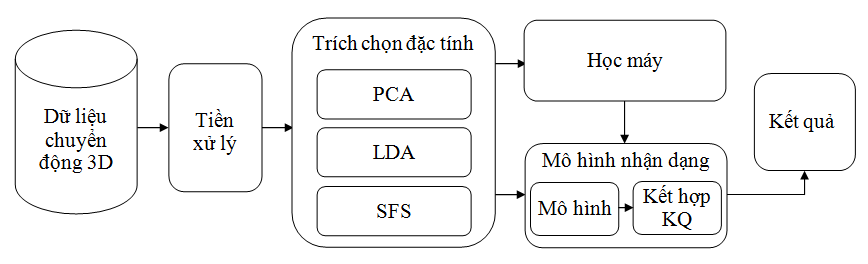 Dữ liệu
chuyển
động 3D
Tiền
xử lý
Trích chọn đặc tính
PCA
LDA
SFS
Học máy
Mô hình nhận dạng
Mô hình
Kết hợp
KQ
Kết quả